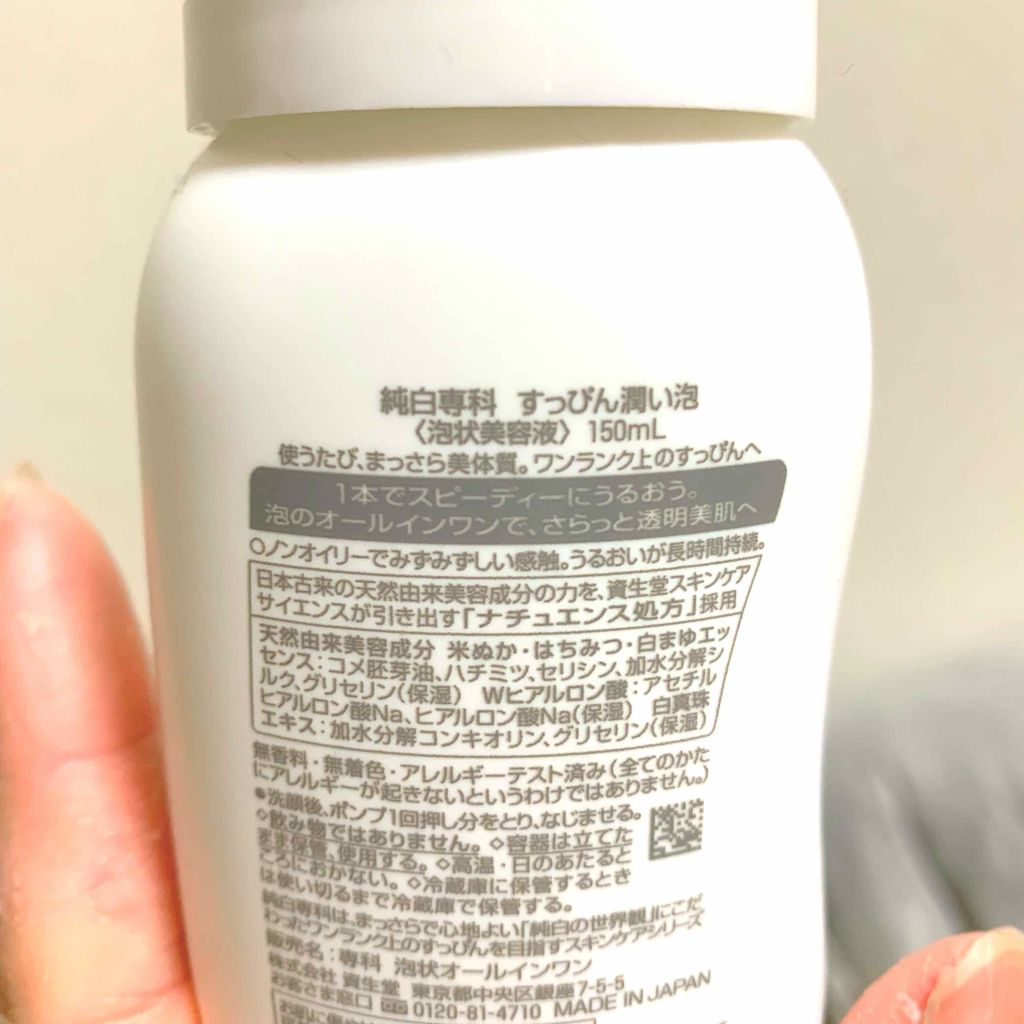 純白専科 すっぴん潤い泡
〈泡状美容液〉 150mL
使うたび、まっさら美体質。ワンランク上のすっぴんへ
1本でスピーディーにうるおう。
泡のオールインワンで、さらっと透明美肌へ
○ノンオイリーでみずみずしい感触。うるおいが長時間持続。
日本古来の天然由来美容成分の力を、資生堂スキンケア
サイエンスが引き出す「ナチュエンス処方」採用
天然由来美容成分 米ぬか・はちみつ・白まゆエッ
センス：コメ胚芽油、ハチミツ、セリシン、加水分解シ
ルク、グリセリン(保湿) Wヒアルロン酸：アセチル
ヒアルロン酸Na、ヒアルロン酸Na(保湿) 白真珠
エキス：加水分解コンキオリン、グリセリン(保湿)
無香料・無着色・アレルギーテスト済み(全てのかた
にアレルギーが起きないというわけではありません。)
●洗顔後、ポンプ1回押し分をとり、なじませる。
◇飲み物ではありません。◇容器は立てた
まま保管、使用する。◇高温・日のあたると
ころにおかない。◇冷蔵庫に保管するとき
は使い切るまで冷蔵庫で保管する。
純白専科は、まっさらで心地よい「純白の世界観」にこだ
わったワンランク上のすっぴんを目指すスキンケアシリーズ
販売名：専科 泡状オールインワン
株式会社 資生堂 東京都中央区銀座7-5-5
お客さま窓口 0120-81-4710 MADE IN JAPAN